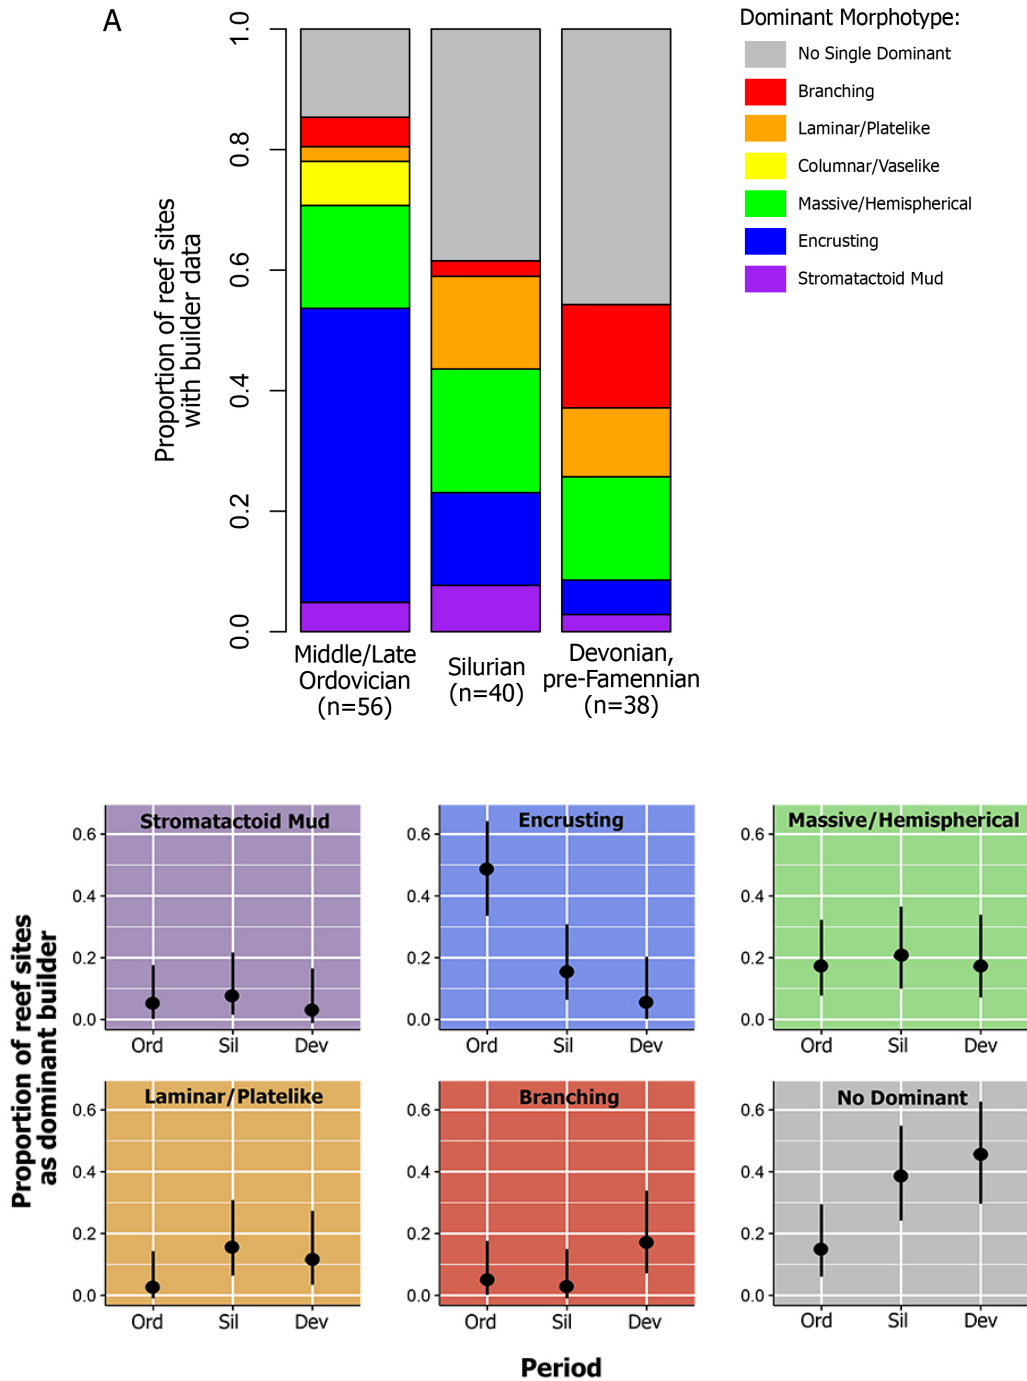 A
Dominant Morphotype:
No Single Dominant
Branching
Laminar/Platelike
Columnar/Vaselike
Massive/Hemispherical
Encrusting
Stromatactoid Mud
Proportion of reef sites
with builder data
1.0
0.8
0.6
0.4
0.2
0.0
Middle/Late
Ordovician
(n=56)
Silurian
(n=40)
Devonian,
pre-Famennian
(n=38)
Proportion of reef sites
as dominant builder
Stromatactoid Mud
0.6
0.4
0.2
0.0
Ord Sil Dev
Encrusting
0.6
0.4
0.2
0.0
Ord Sil Dev
Massive/Hemispherical
0.6
0.4
0.2
0.0
Ord Sil Dev
Laminar/Platelike
0.6
0.4
0.2
0.0
Ord Sil Dev
Branching
0.6
0.4
0.2
0.0
Ord Sil Dev
No Dominant
0.6
0.4
0.2
0.0
Ord Sil Dev
Period